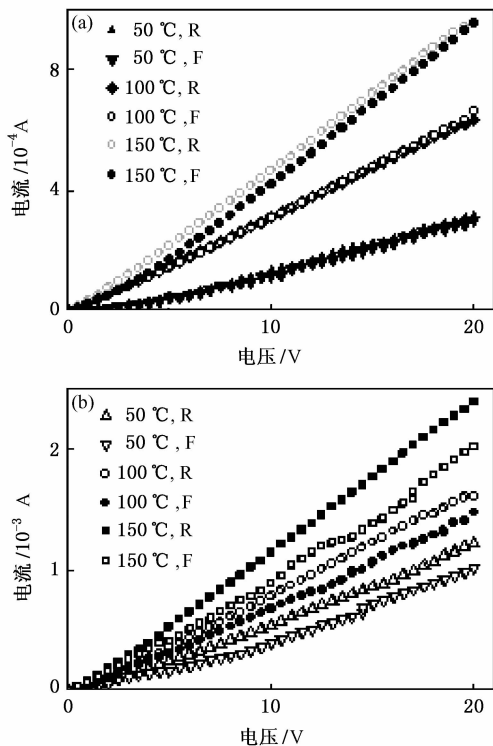 (a)
50 ℃, R
50 ℃, F
100 ℃, R
100 ℃, F
150 ℃, R
150 ℃, F
8
4
0
电流/10⁻⁴A
0 10 20
电压/V
(b)
50 ℃, R
50 ℃, F
100 ℃, R
100 ℃, F
150 ℃, R
150 ℃, F
2
1
0
电流/10⁻³ A
0 10 20
电压/V